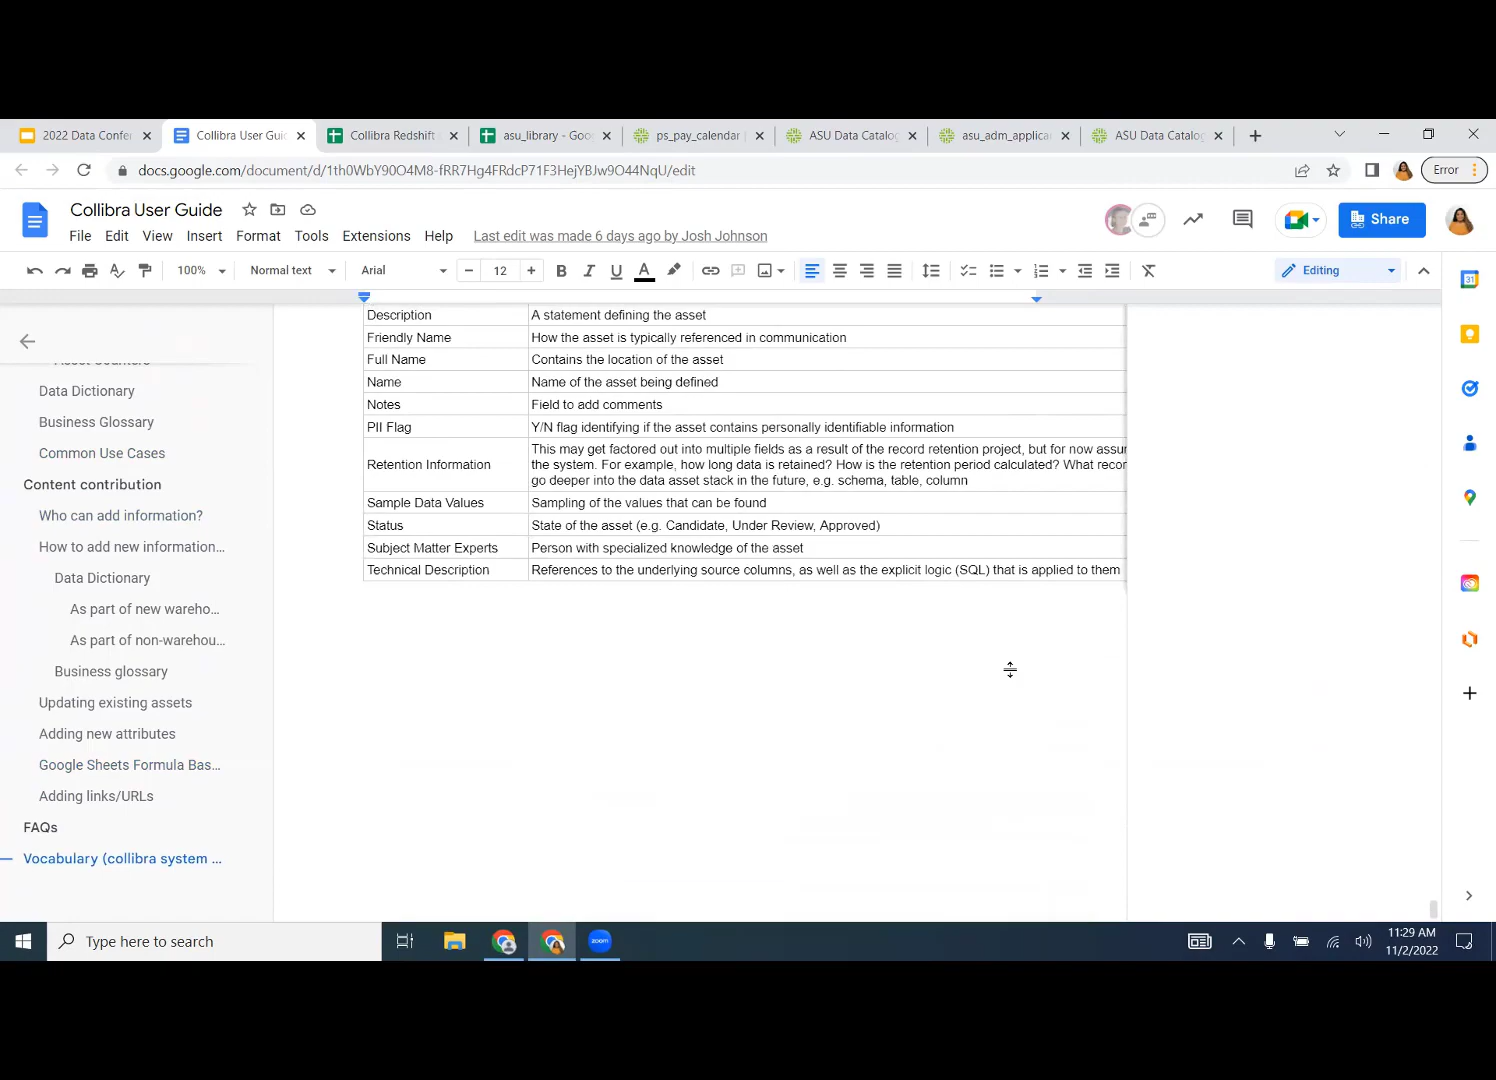 2022 Data Confer
Collibra User Guid
Collibra Redshift
asu_library - Goo
ps_pay_calendar
ASU Data Catalog
asu_adm_applican
ASU Data Catalog
docs.google.com/document/d/1th0WbY90O4M8-fRR7Hg4FRdcP71F3HejYBJw9O44NqU/edit
Error
Collibra User Guide
Share
File Edit View Insert Format Tools Extensions Help Last edit was made 6 days ago by Josh Johnson
100% Normal text Arial 12 B I U A Editing
31
Data Dictionary
Business Glossary
Common Use Cases
Content contribution
Who can add information?
How to add new information...
Data Dictionary
As part of new wareho...
As part of non-warehou...
Business glossary
Updating existing assets
Adding new attributes
Google Sheets Formula Bas...
Adding links/URLs
FAQs
Vocabulary (collibra system ...
Description A statement defining the asset
Friendly Name How the asset is typically referenced in communication
Full Name Contains the location of the asset
Name Name of the asset being defined
Notes Field to add comments
PII Flag Y/N flag identifying if the asset contains personally identifiable information
This may get factored out into multiple fields as a result of the record retention project, but for now assur
Retention Information the system. For example, how long data is retained? How is the retention period calculated? What recor
go deeper into the data asset stack in the future, e.g. schema, table, column
Sample Data Values Sampling of the values that can be found
Status State of the asset (e.g. Candidate, Under Review, Approved)
Subject Matter Experts Person with specialized knowledge of the asset
Technical Description References to the underlying source columns, as well as the explicit logic (SQL) that is applied to them
Type here to search
zoom
11:29 AM
11/2/2022